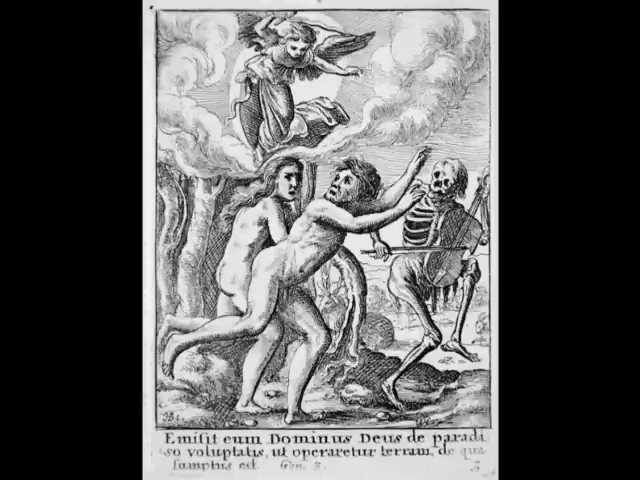 Emisit eum Dominus Deus de paradi
so voluptatis, ut operaretur terram, de qua
sumptus est. Gen. 3.
3